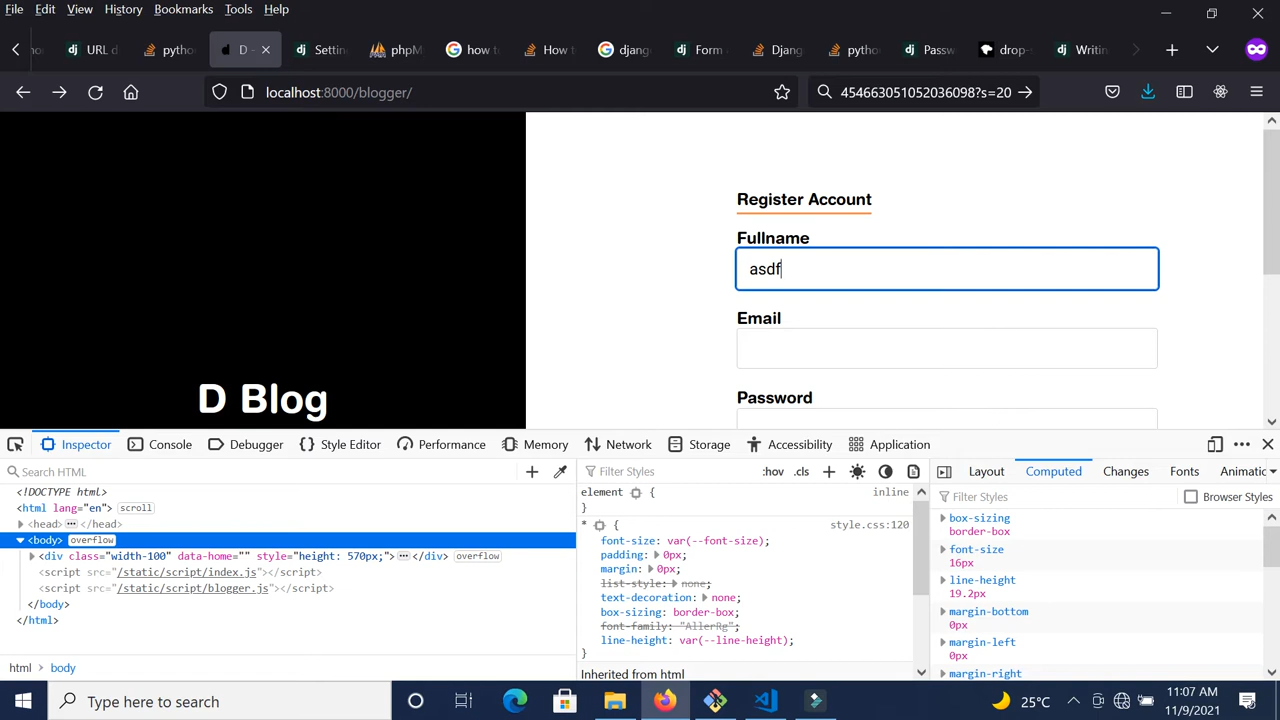 File Edit View History Bookmarks Tools Help
URL d python D - Settin phpM how to How t djang Form Djang python Passw drop- Writin
localhost:8000/blogger/ 454663051052036098?s=20
Register Account
Fullname
asdf
Email
D Blog
Password
Inspector Console Debugger Style Editor Performance Memory Network Storage Accessibility Application
Search HTML Filter Styles :hov .cls Layout Computed Changes Fonts Animatic
<!DOCTYPE html> element { inline Filter Styles Browser Styles
<html lang="en"> scroll }
<head> ••• </head> * { style.css:120 box-sizing
border-box
<body> overflow font-size: var(--font-size); font-size
<div class="width-100" data-home="" style="height: 570px;"> ••• </div> overflow padding: 0px; 16px
<script src="/static/script/index.js"></script> margin: 0px; line-height
<script src="/static/script/blogger.js"></script> list-style: none; 19.2px
</body> text-decoration: none; margin-bottom
</html> box-sizing: border-box; 0px
font-family: "AllerRg"; margin-left
line-height: var(--line-height); 0px
} margin-right
html body Inherited from html
Type here to search 25°C 11:07 AM
11/9/2021